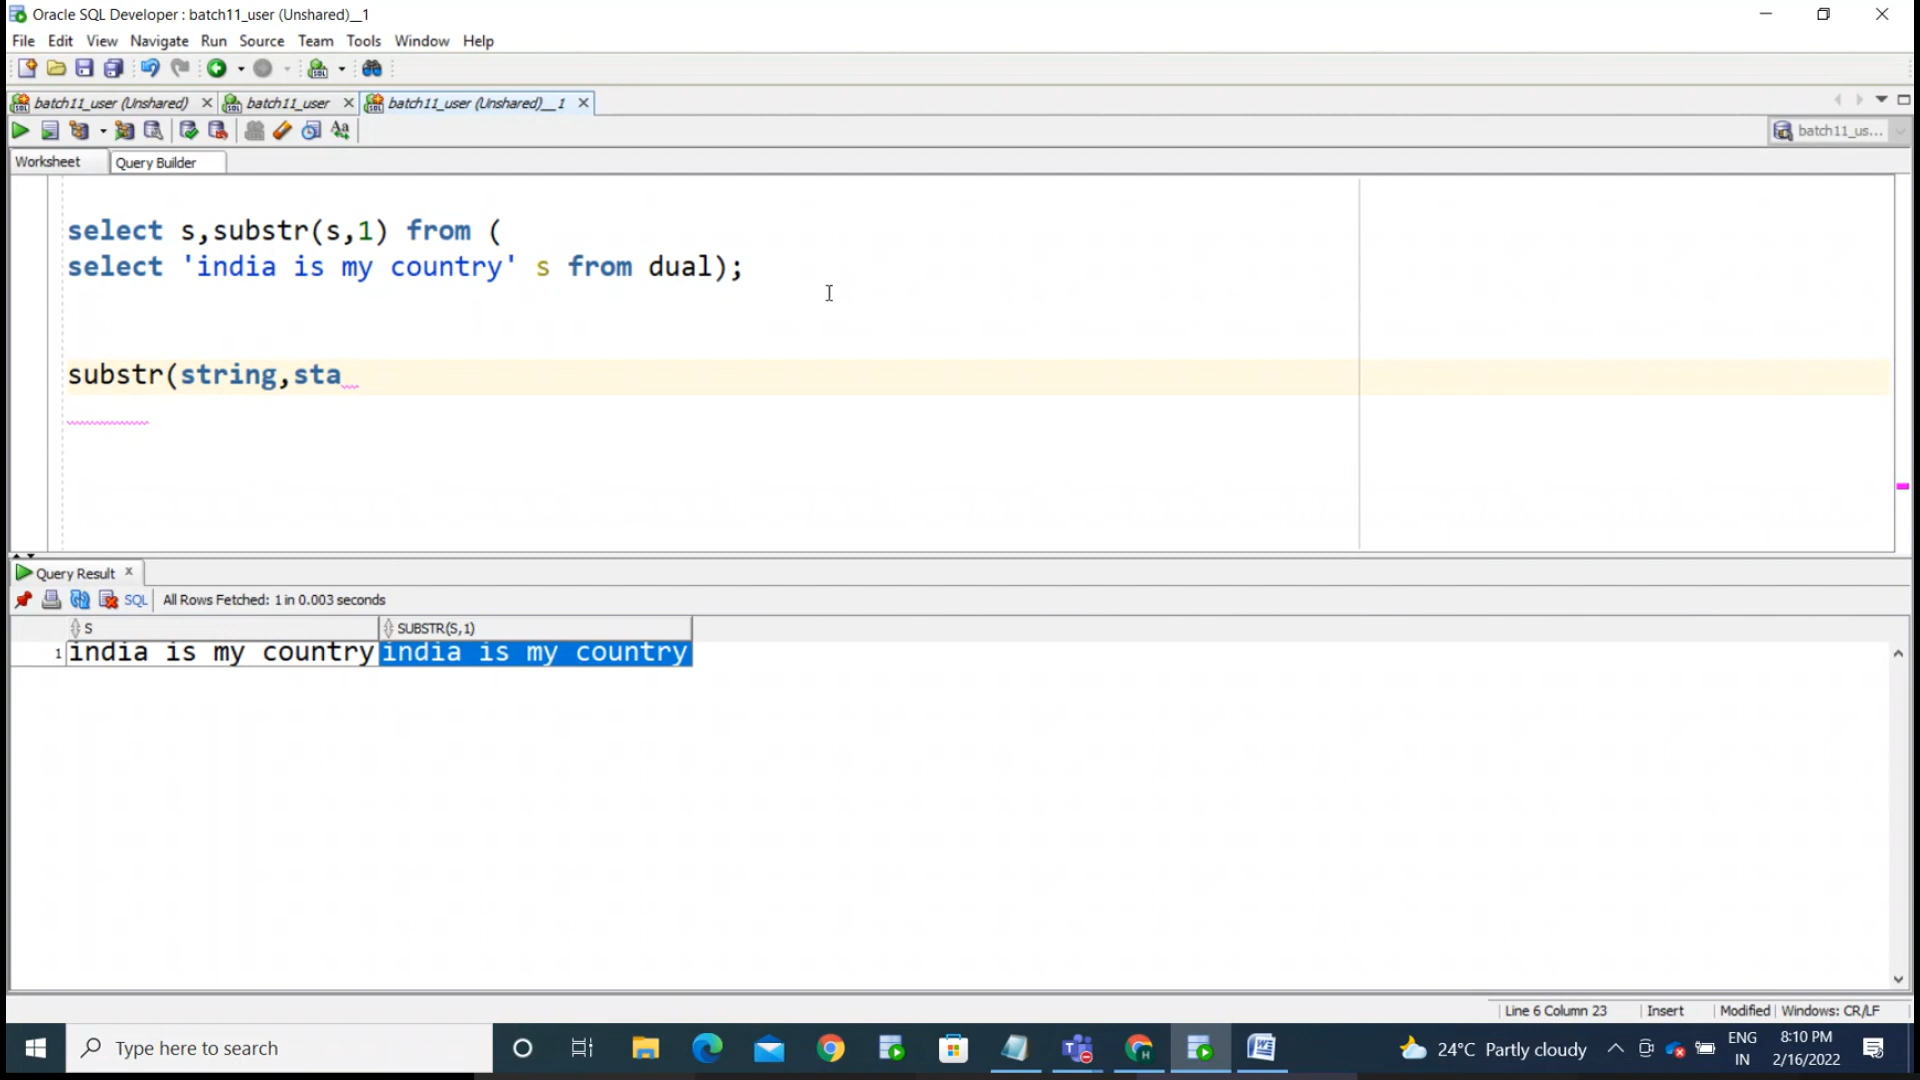 Oracle SQL Developer : batch11_user (Unshared)__1
File Edit View Navigate Run Source Team Tools Window Help
batch11_user (Unshared) batch11_user batch11_user (Unshared)__1
batch11_us...
Worksheet Query Builder
select s,substr(s,1) from (
select 'india is my country' s from dual);
substr(string,sta
Query Result
SQL All Rows Fetched: 1 in 0.003 seconds
S SUBSTR(S,1)
1 india is my country india is my country
Line 6 Column 23 Insert Modified Windows: CR/LF
Type here to search
24°C Partly cloudy
ENG
IN
8:10 PM
2/16/2022